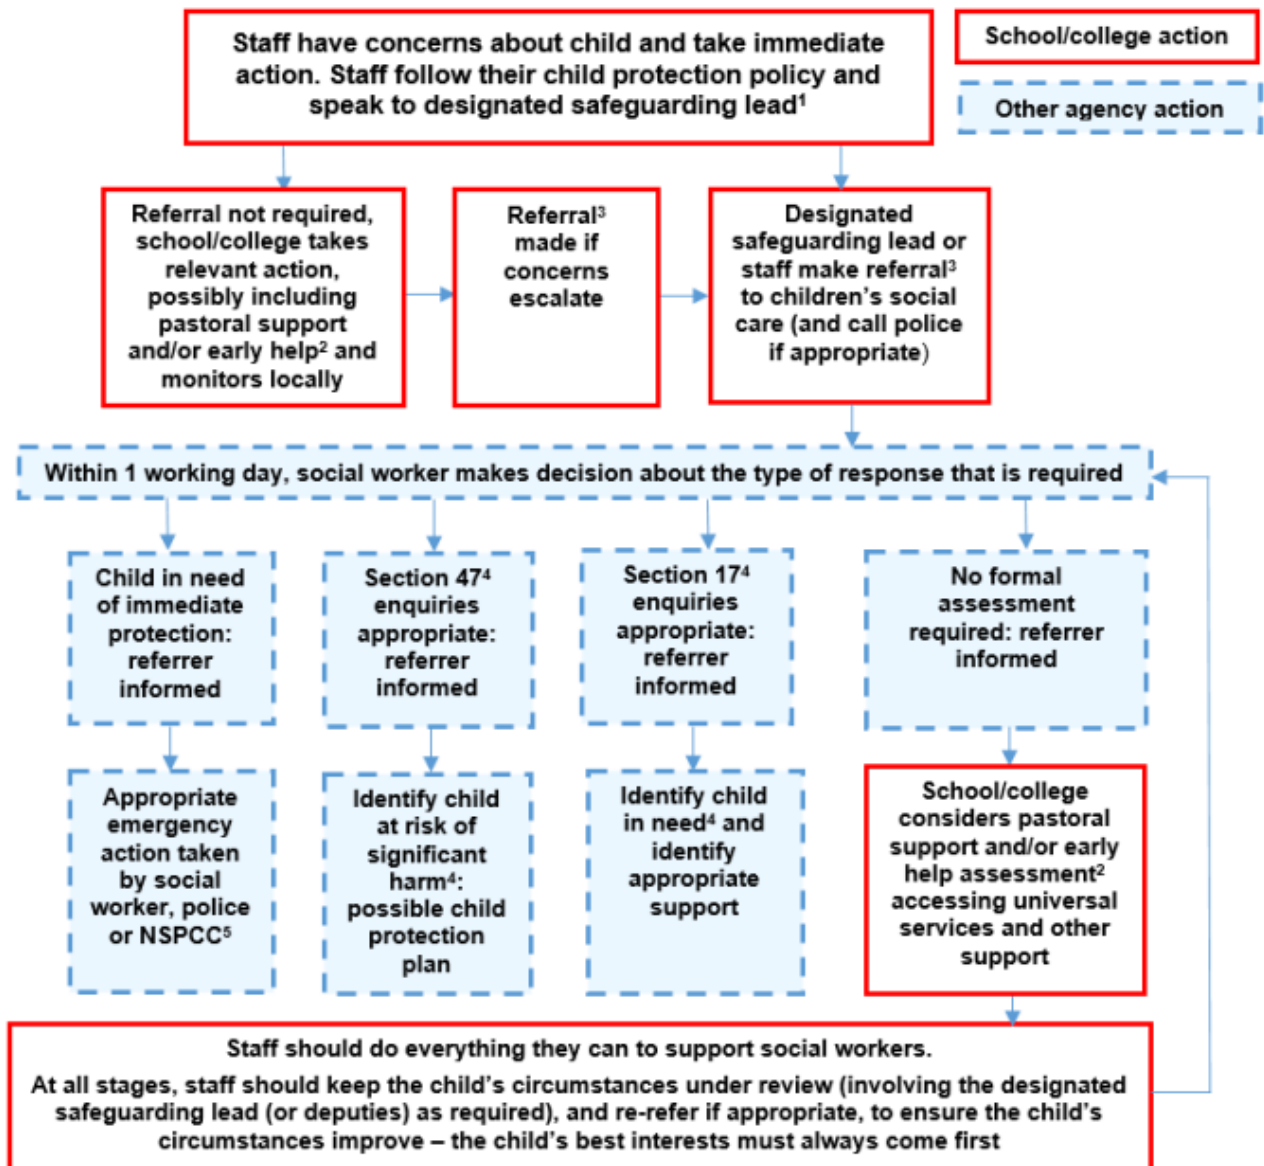 Staff have concerns about child and take immediate
action. Staff follow their child protection policy and
speak to designated safeguarding lead¹
School/college action
Other agency action
Referral not required,
school/college takes
relevant action,
possibly including
pastoral support
and/or early help² and
monitors locally
Referral³
made if
concerns
escalate
Designated
safeguarding lead or
staff make referral³
to children's social
care (and call police
if appropriate)
Within 1 working day, social worker makes decision about the type of response that is required
Child in need
of immediate
protection:
referrer
informed
Section 47⁴
enquiries
appropriate:
referrer
informed
Section 17⁴
enquiries
appropriate:
referrer
informed
No formal
assessment
required: referrer
informed
Appropriate
emergency
action taken
by social
worker, police
or NSPCC⁵
Identify child
at risk of
significant
harm⁴:
possible child
protection
plan
Identify child
in need⁴ and
identify
appropriate
support
School/college
considers pastoral
support and/or early
help assessment²
accessing universal
services and other
support
Staff should do everything they can to support social workers.
At all stages, staff should keep the child's circumstances under review (involving the designated
safeguarding lead (or deputies) as required), and re-refer if appropriate, to ensure the child's
circumstances improve – the child's best interests must always come first